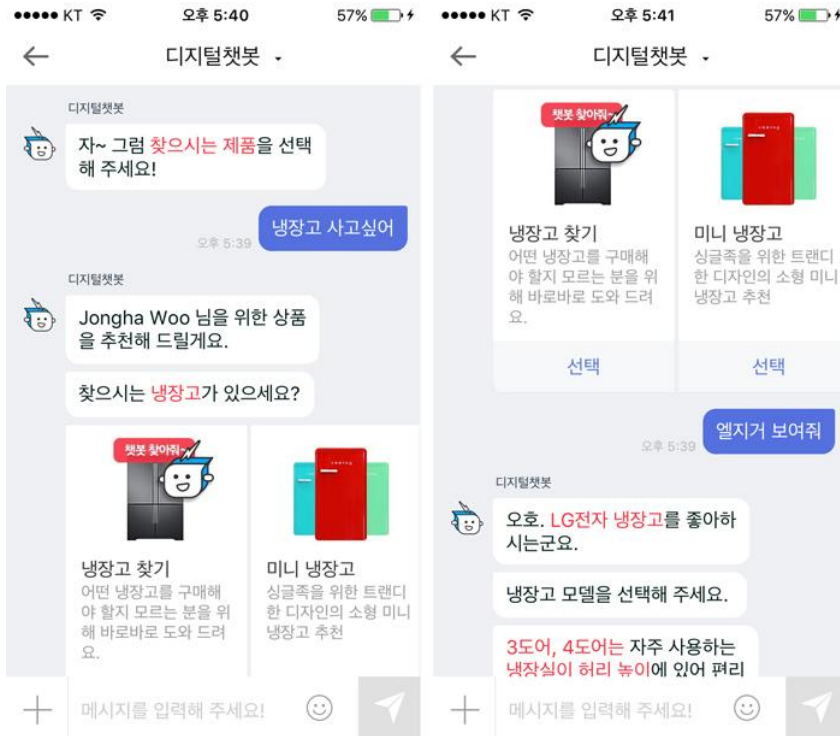 KT 오후 5:40 57%
디지털챗봇
디지털챗봇
자~ 그럼 찾으시는 제품을 선택
해 주세요!
냉장고 사고싶어
오후 5:39
디지털챗봇
Jongha Woo 님을 위한 상품
을 추천해 드릴게요.
찾으시는 냉장고가 있으세요?
챗봇 찾아줘~
냉장고 찾기
어떤 냉장고를 구매해
야 할지 모르는 분을 위
해 바로바로 도와 드려
요.
미니 냉장고
싱글족을 위한 트랜디
한 디자인의 소형 미니
냉장고 추천
메시지를 입력해 주세요!
KT 오후 5:41 57%
디지털챗봇
챗봇 찾아줘~
냉장고 찾기
어떤 냉장고를 구매해
야 할지 모르는 분을 위
해 바로바로 도와 드려
요.
선택
미니 냉장고
싱글족을 위한 트랜디
한 디자인의 소형 미니
냉장고 추천
선택
엘지거 보여줘
오후 5:39
디지털챗봇
오호. LG전자 냉장고를 좋아하
시는군요.
냉장고 모델을 선택해 주세요.
3도어, 4도어는 자주 사용하는
냉장실이 허리 높이에 있어 편리
메시지를 입력해 주세요!